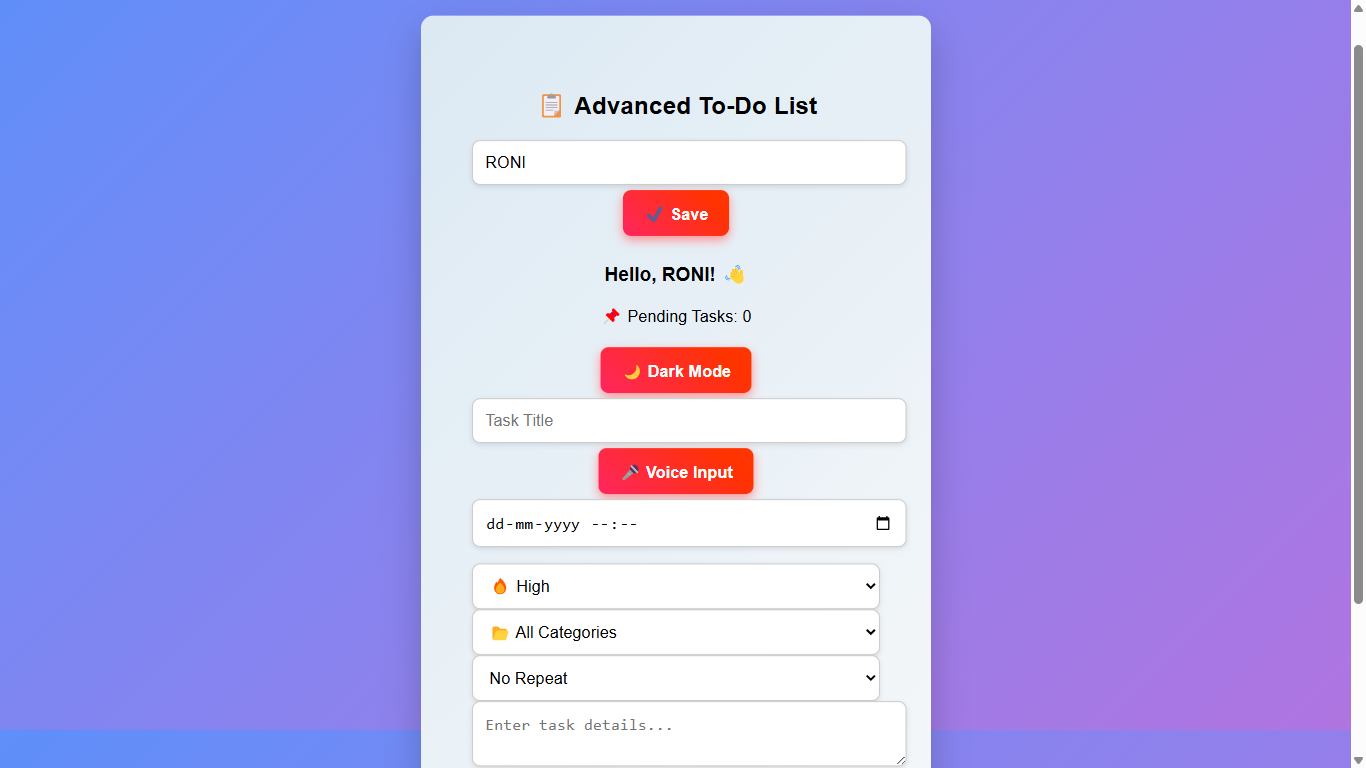 📋 Advanced To-Do List
RONI
✔ Save
Hello, RONI! 👋
📌 Pending Tasks: 0
🌙 Dark Mode
Task Title
🎤 Voice Input
dd-mm-yyyy --:--
🔥 High
📂 All Categories
No Repeat
Enter task details...